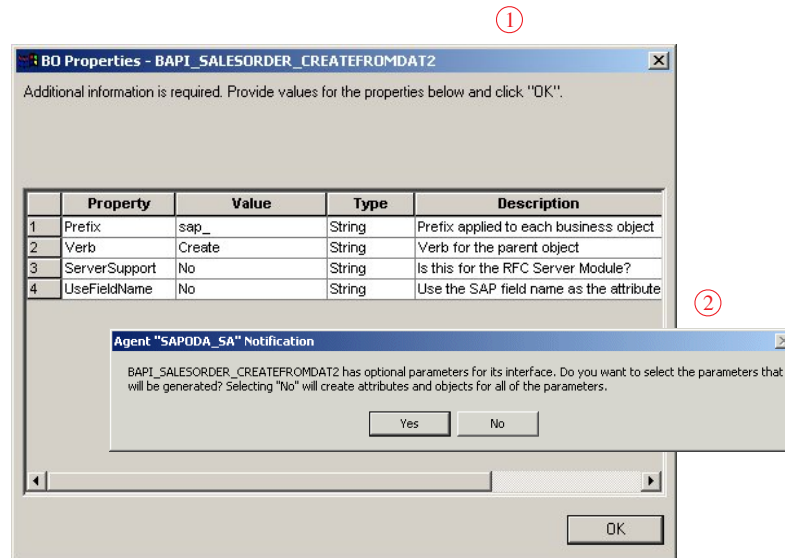 1
BO Properties - BAPI_SALESORDER_CREATEFROMDAT2
Additional information is required. Provide values for the properties below and click "OK".
Property Value Type Description
1 Prefix sap_ String Prefix applied to each business object
2 Verb Create String Verb for the parent object
3 ServerSupport No String Is this for the RFC Server Module?
4 UseFieldName No String Use the SAP field name as the attribute
2
Agent "SAPODA_SA" Notification
BAPI_SALESORDER_CREATEFROMDAT2 has optional parameters for its interface. Do you want to select the parameters that
will be generated? Selecting "No" will create attributes and objects for all of the parameters.
Yes No
OK